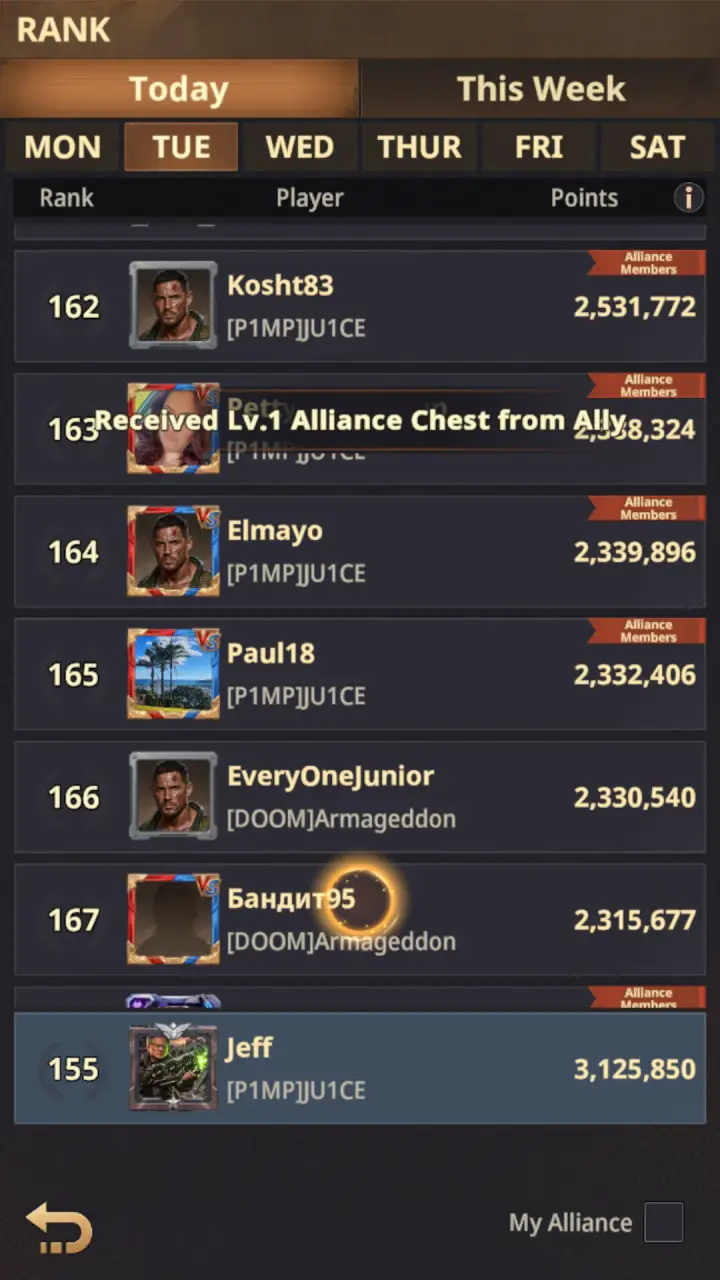 RANK
Today
This Week
MON TUE WED THUR FRI SAT
Rank Player Points
Alliance Members
162 Kosht83 2,531,772
[P1MP]JU1CE
Alliance Members
163
Received Lv.1 Alliance Chest from Ally
[P1MP]JU1CE
Alliance Members
164 Elmayo 2,339,896
[P1MP]JU1CE
Alliance Members
165 Paul18 2,332,406
[P1MP]JU1CE
166 EveryOneJunior 2,330,540
[DOOM]Armageddon
167 Бандит95 2,315,677
[DOOM]Armageddon
Alliance Members
155 Jeff 3,125,850
[P1MP]JU1CE
My Alliance